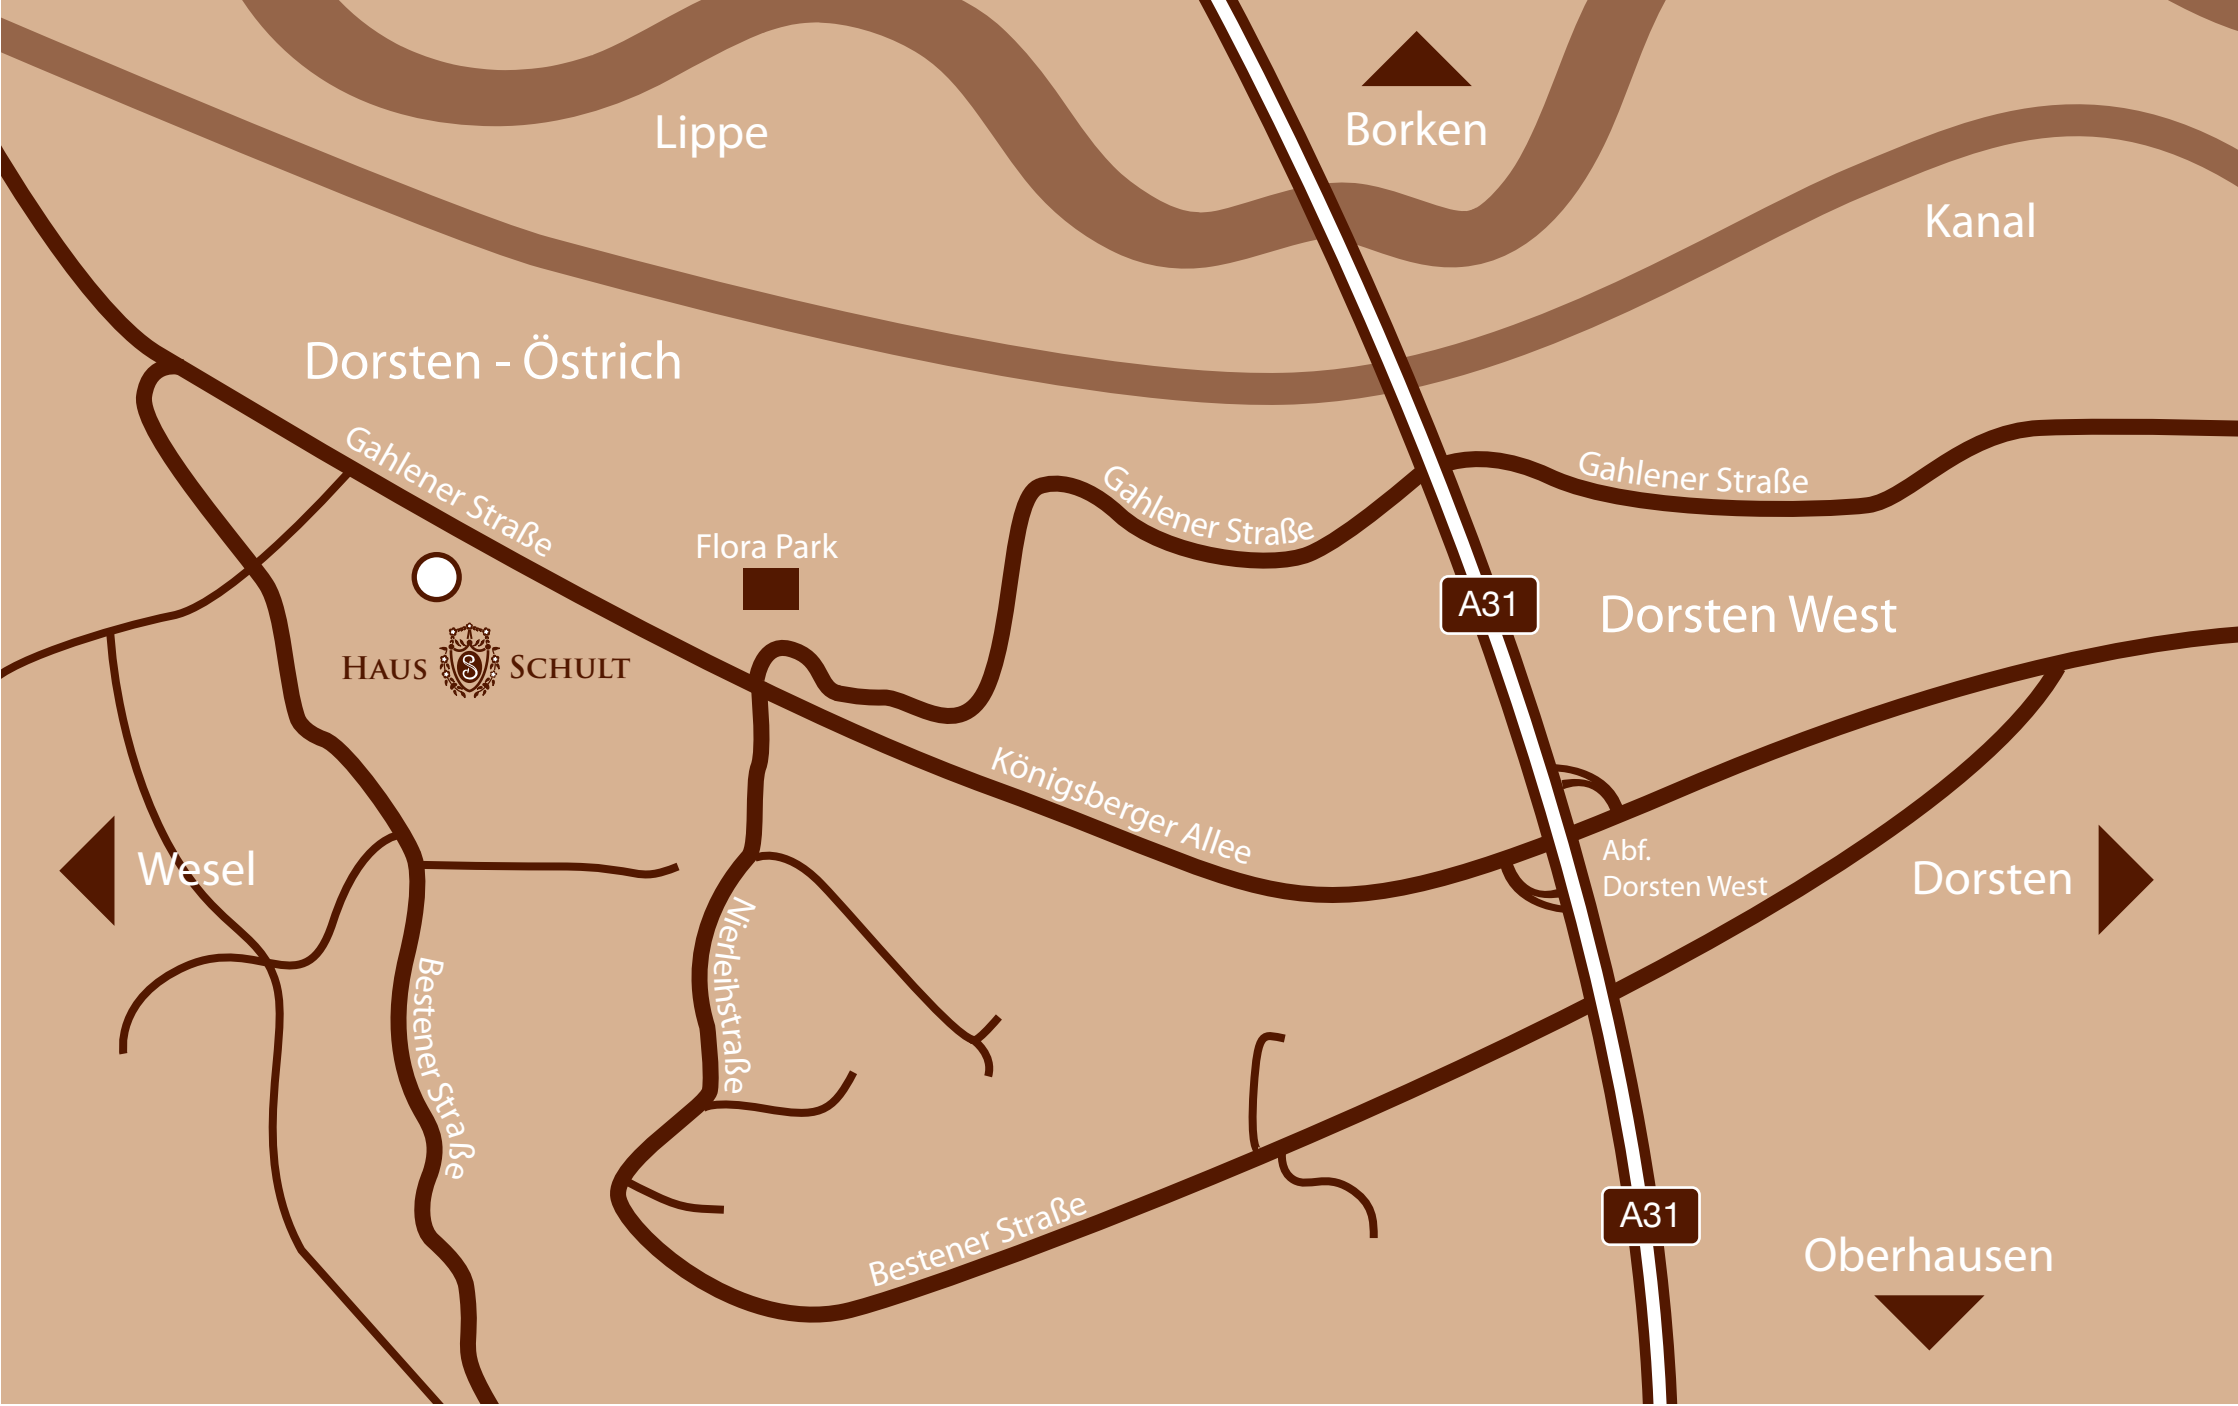 Lippe
Borken
Kanal
Dorsten - Östrich
Gahlener Straße
Gahlener Straße
Gahlener Straße
Flora Park
A31
Dorsten West
HAUS S SCHULT
Königsberger Allee
Abf.
Dorsten West
Wesel
Dorsten
Nierleihstraße
Bestener Straße
Bestener Straße
A31
Oberhausen